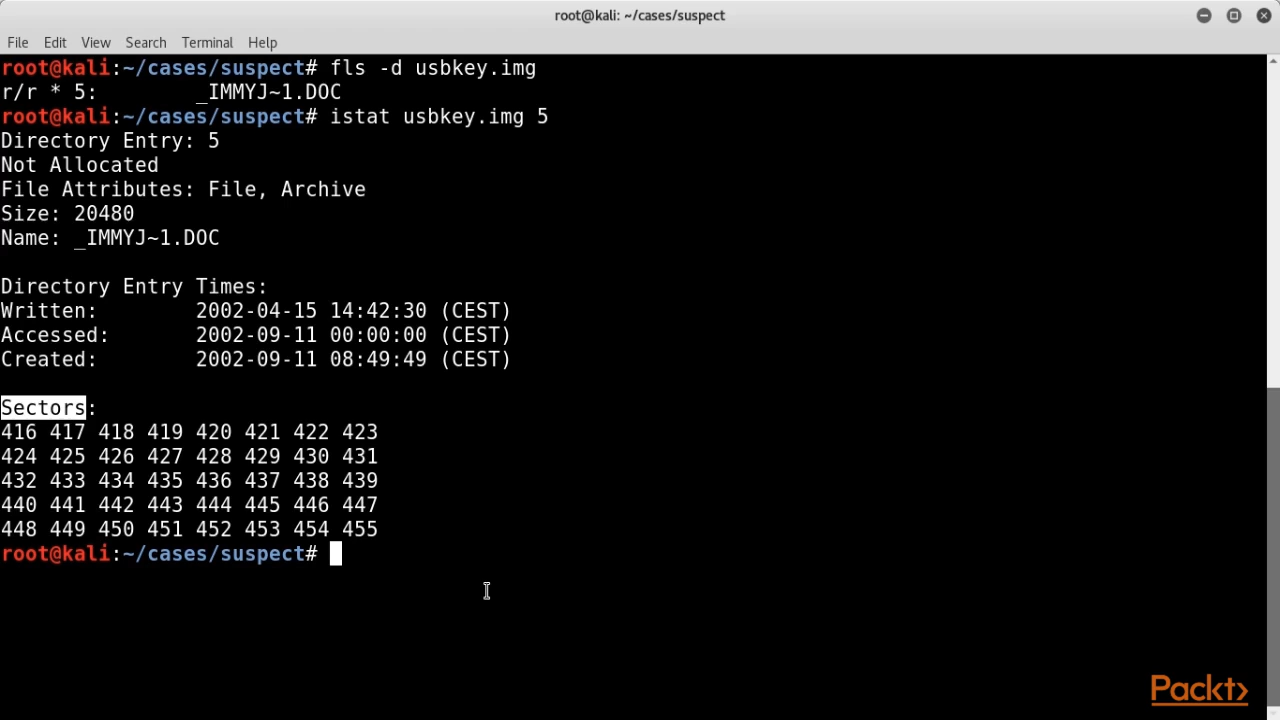 root@kali: ~/cases/suspect
File Edit View Search Terminal Help
root@kali:~/cases/suspect# fls -d usbkey.img
r/r * 5:        _IMMYJ~1.DOC
root@kali:~/cases/suspect# istat usbkey.img 5
Directory Entry: 5
Not Allocated
File Attributes: File, Archive
Size: 20480
Name: _IMMYJ~1.DOC

Directory Entry Times:
Written:        2002-04-15 14:42:30 (CEST)
Accessed:       2002-09-11 00:00:00 (CEST)
Created:        2002-09-11 08:49:49 (CEST)

Sectors:
416 417 418 419 420 421 422 423
424 425 426 427 428 429 430 431
432 433 434 435 436 437 438 439
440 441 442 443 444 445 446 447
448 449 450 451 452 453 454 455
root@kali:~/cases/suspect#
Packt>